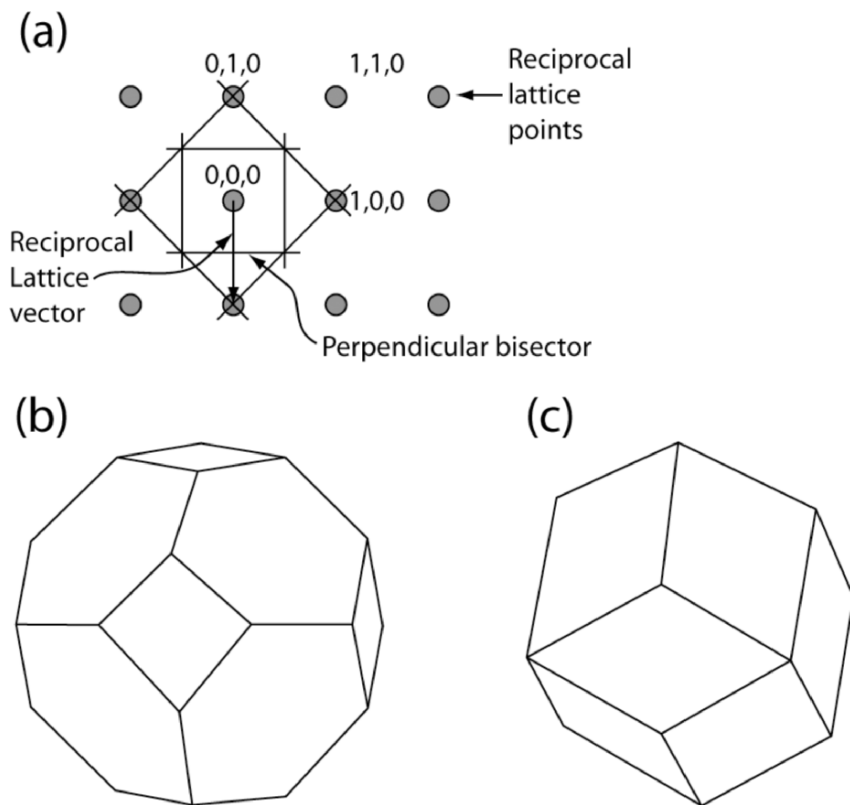 (a)
0,1,0
1,1,0
Reciprocal
lattice
points
0,0,0
1,0,0
Reciprocal
Lattice
vector
Perpendicular bisector
(b)
(c)